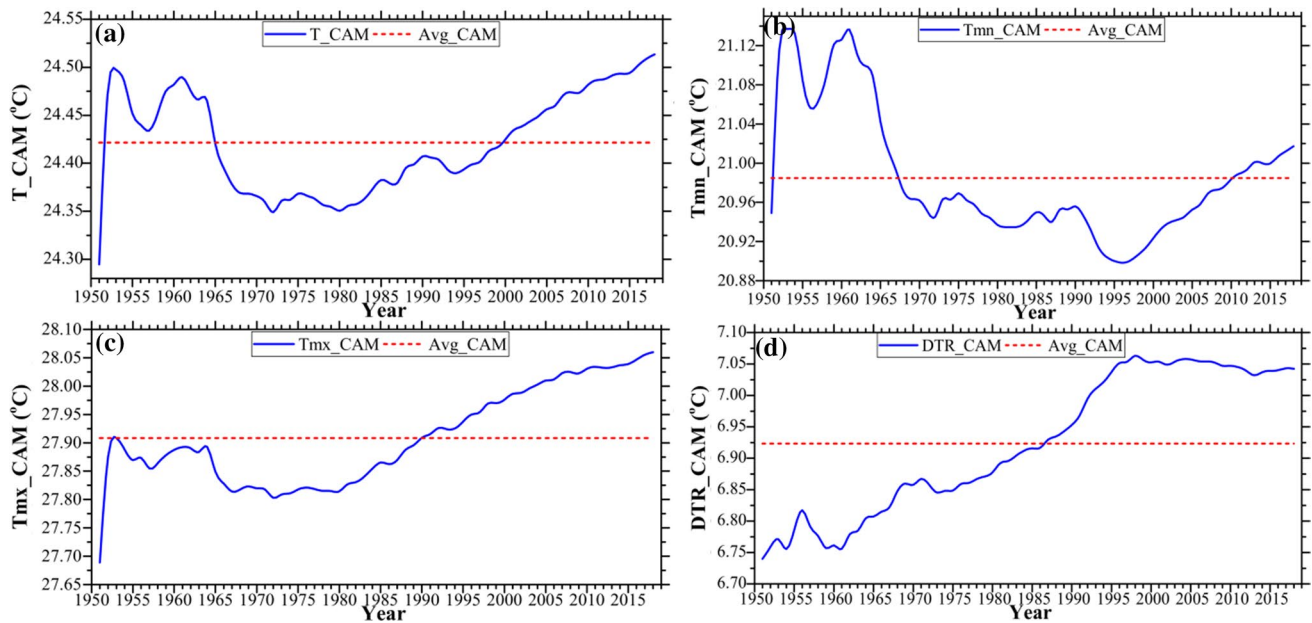 (a)
T_CAM Avg_CAM
24.55
24.50
24.45
24.40
24.35
24.30
T_CAM (°C)
1950 1955 1960 1965 1970 1975 1980 1985 1990 1995 2000 2005 2010 2015
Year
(b)
Tmn_CAM Avg_CAM
21.12
21.08
21.04
21.00
20.96
20.92
20.88
Tmn_CAM (°C)
1950 1955 1960 1965 1970 1975 1980 1985 1990 1995 2000 2005 2010 2015
Year
(c)
Tmx_CAM Avg_CAM
28.10
28.05
28.00
27.95
27.90
27.85
27.80
27.75
27.70
27.65
Tmx_CAM (°C)
1950 1955 1960 1965 1970 1975 1980 1985 1990 1995 2000 2005 2010 2015
Year
(d)
DTR_CAM Avg_CAM
7.10
7.05
7.00
6.95
6.90
6.85
6.80
6.75
6.70
DTR_CAM (°C)
1950 1955 1960 1965 1970 1975 1980 1985 1990 1995 2000 2005 2010 2015
Year